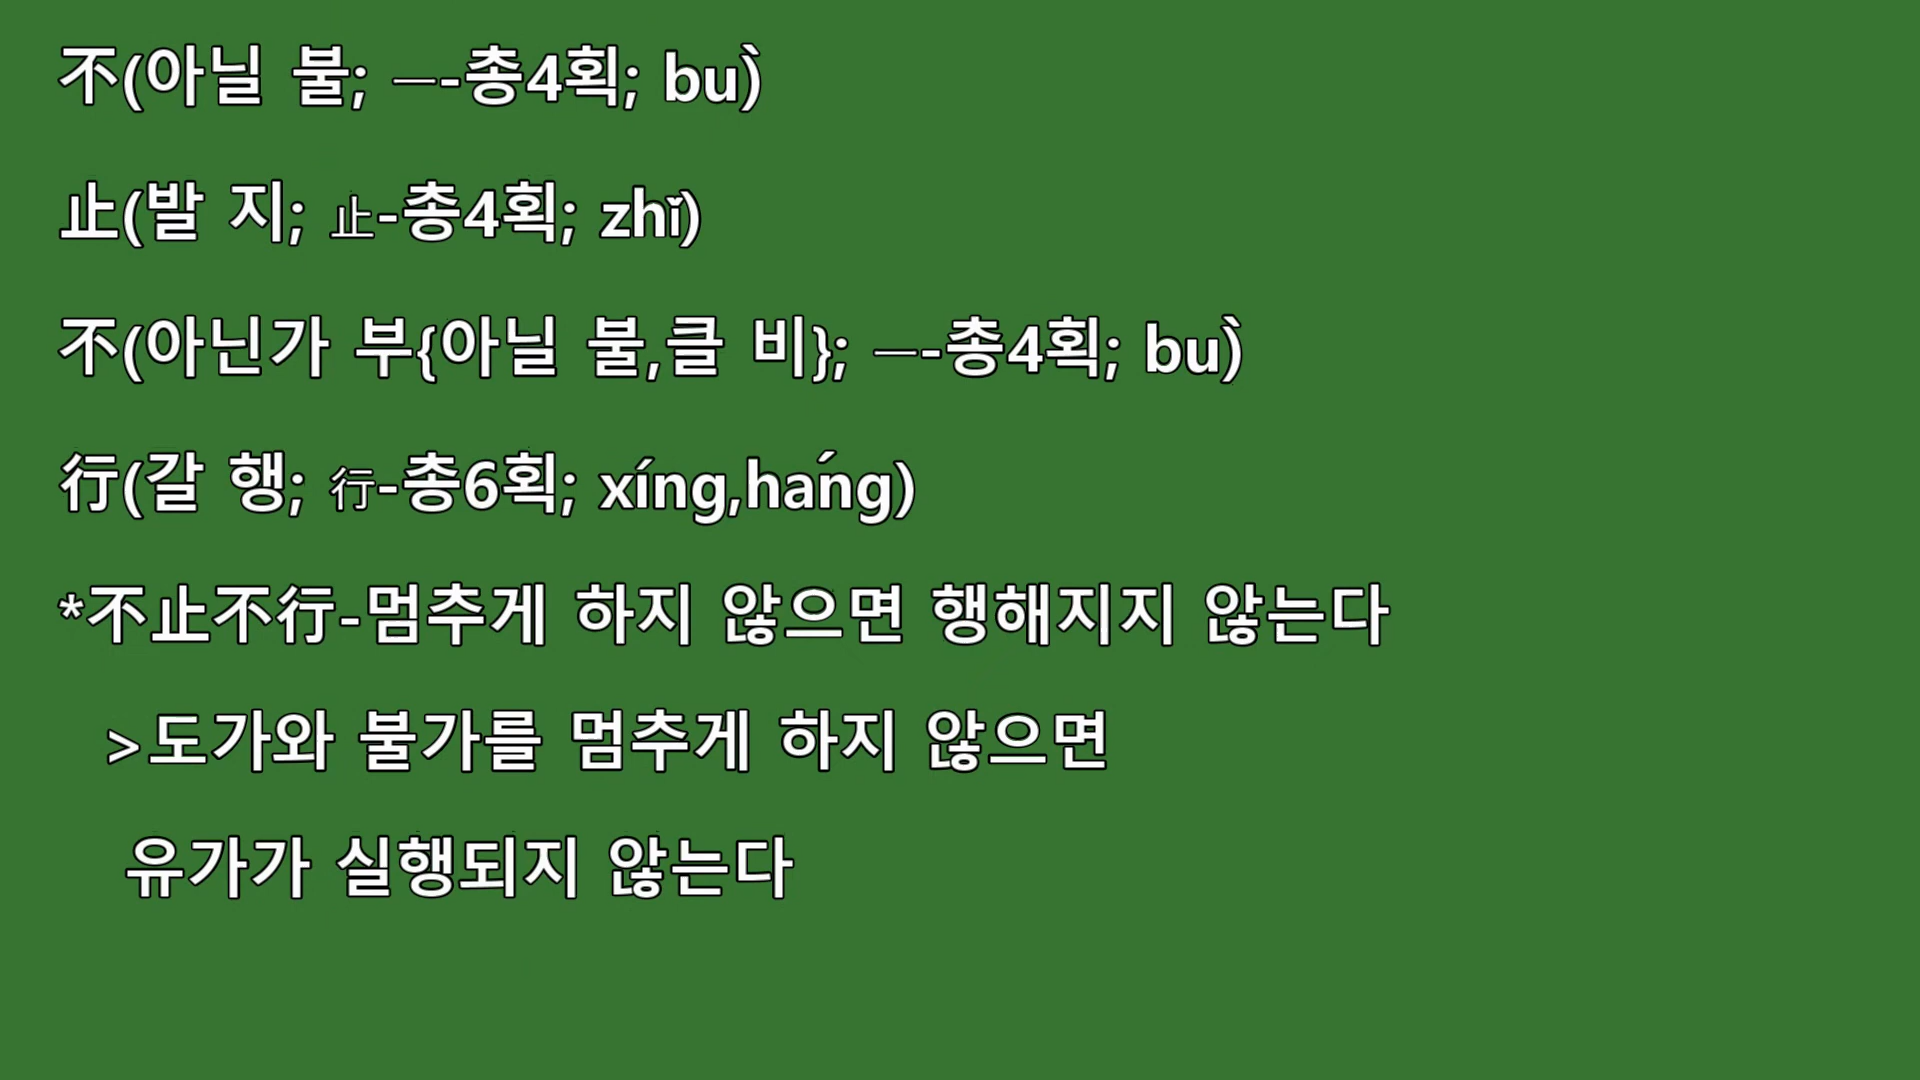 不(아닐 불; 一-총4획; bù)
止(발 지; 止-총4획; zhǐ)
不(아닌가 부{아닐 불,클 비}; 一-총4획; bù)
行(갈 행; 行-총6획; xíng,háng)
*不止不行-멈추게 하지 않으면 행해지지 않는다
>도가와 불가를 멈추게 하지 않으면
유가가 실행되지 않는다